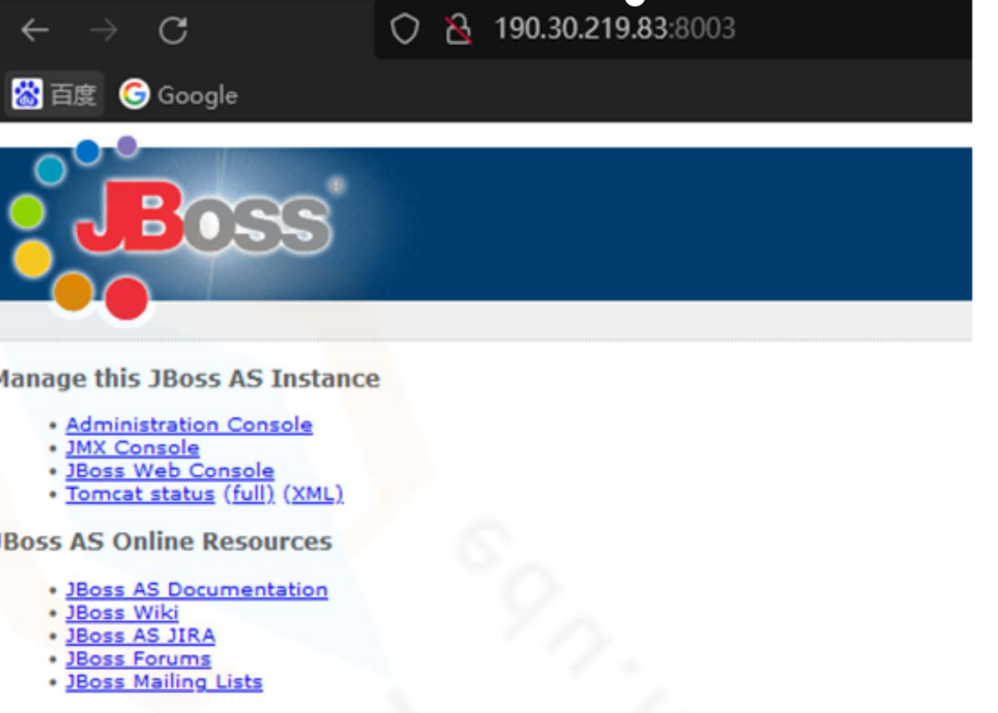 190.30.219.83:8003
百度 Google
JBoss®
Manage this JBoss AS Instance
• Administration Console
• JMX Console
• JBoss Web Console
• Tomcat status (full) (XML)
JBoss AS Online Resources
• JBoss AS Documentation
• JBoss Wiki
• JBoss AS JIRA
• JBoss Forums
• JBoss Mailing Lists